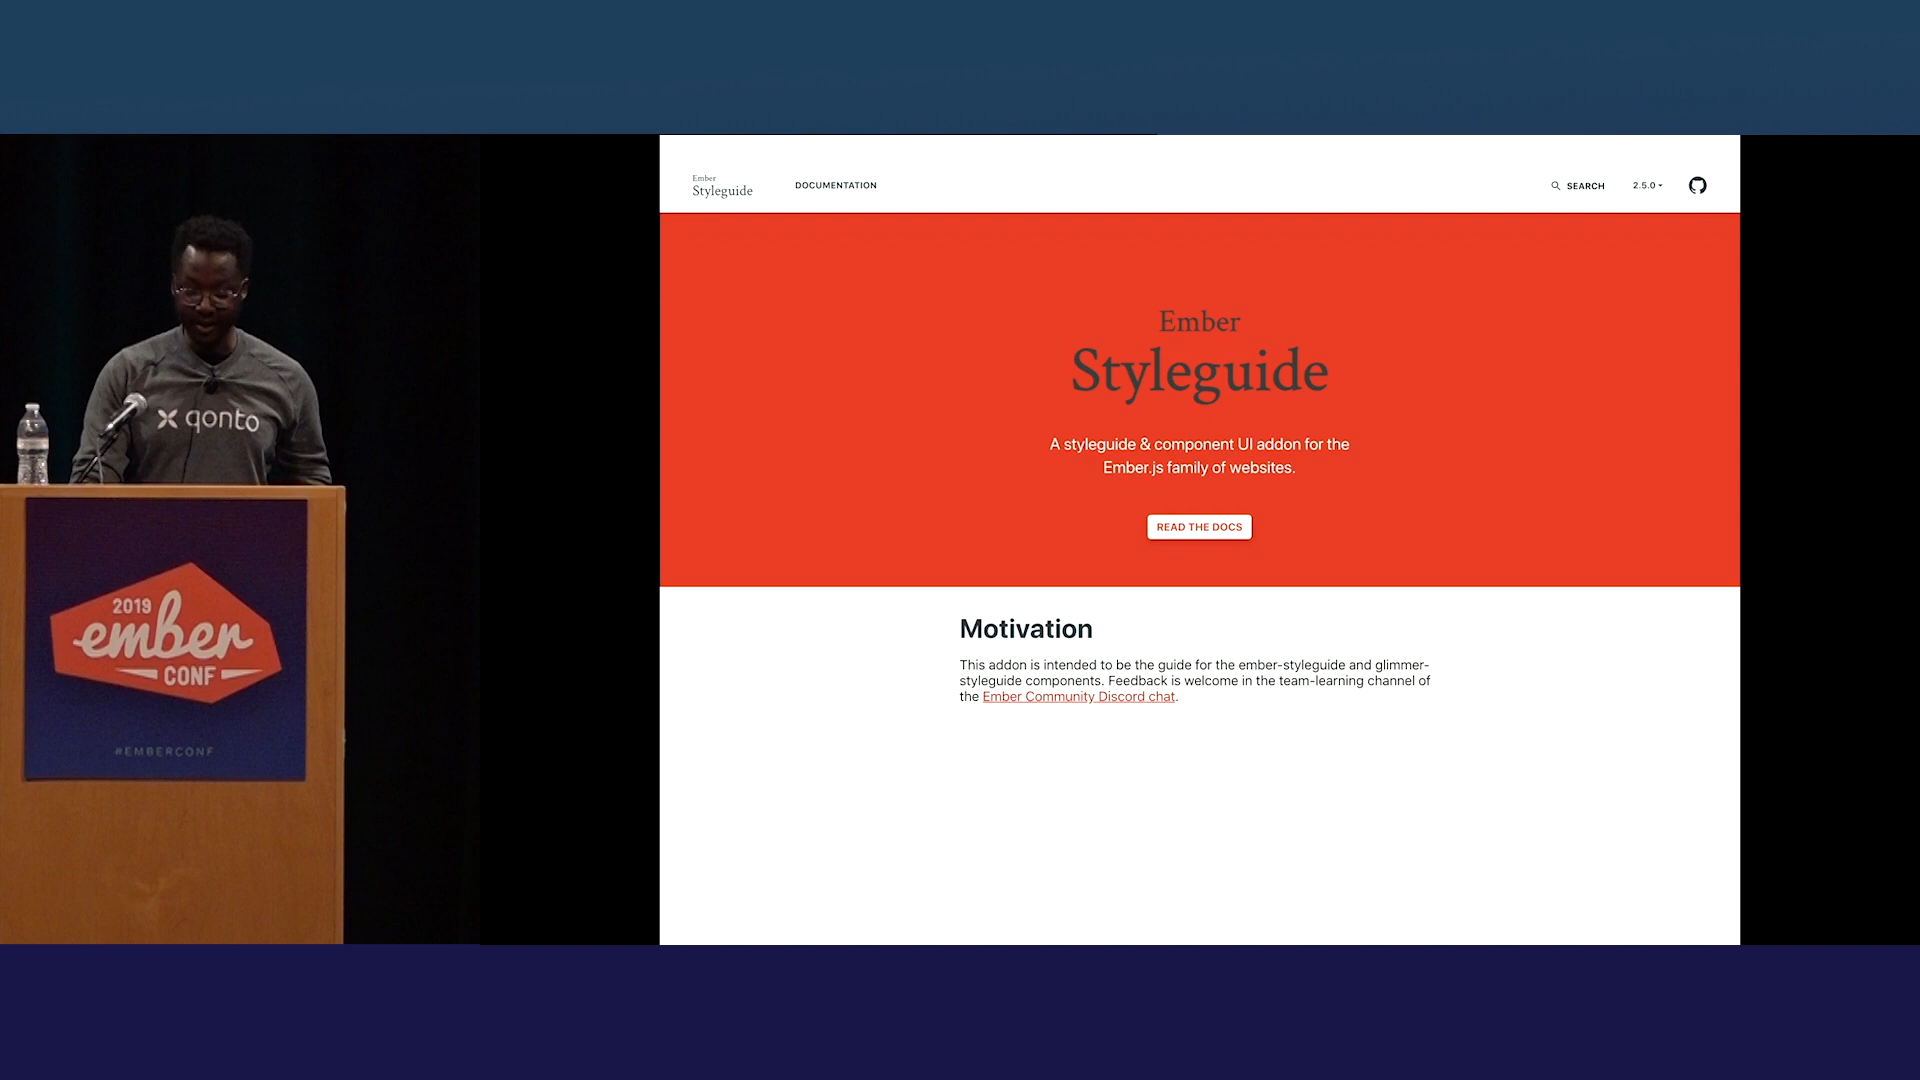 Ember
Styleguide
DOCUMENTATION
SEARCH
2.5.0
Ember
Styleguide
A styleguide & component UI addon for the
Ember.js family of websites.
READ THE DOCS
Motivation
This addon is intended to be the guide for the ember-styleguide and glimmer-
styleguide components. Feedback is welcome in the team-learning channel of
the Ember Community Discord chat.
qonto
2019
ember
CONF
#EMBERCONF